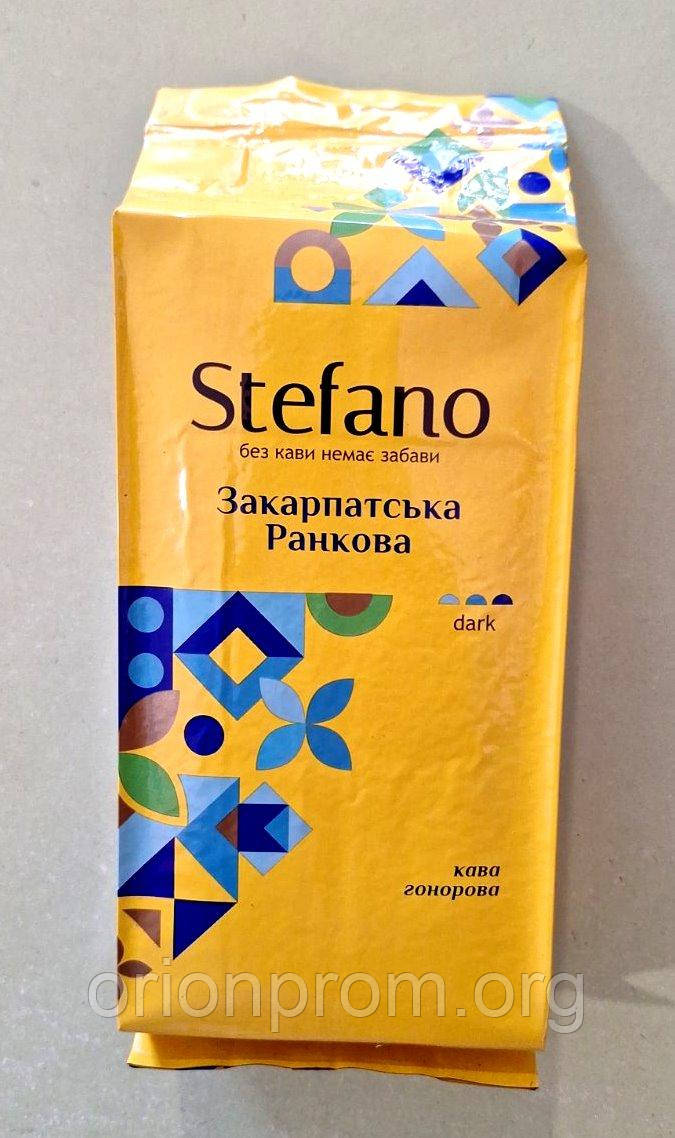 Stefano
без кави немає забави
Закарпатська
Ранкова
dark
кава
гонорова
orionprom.org